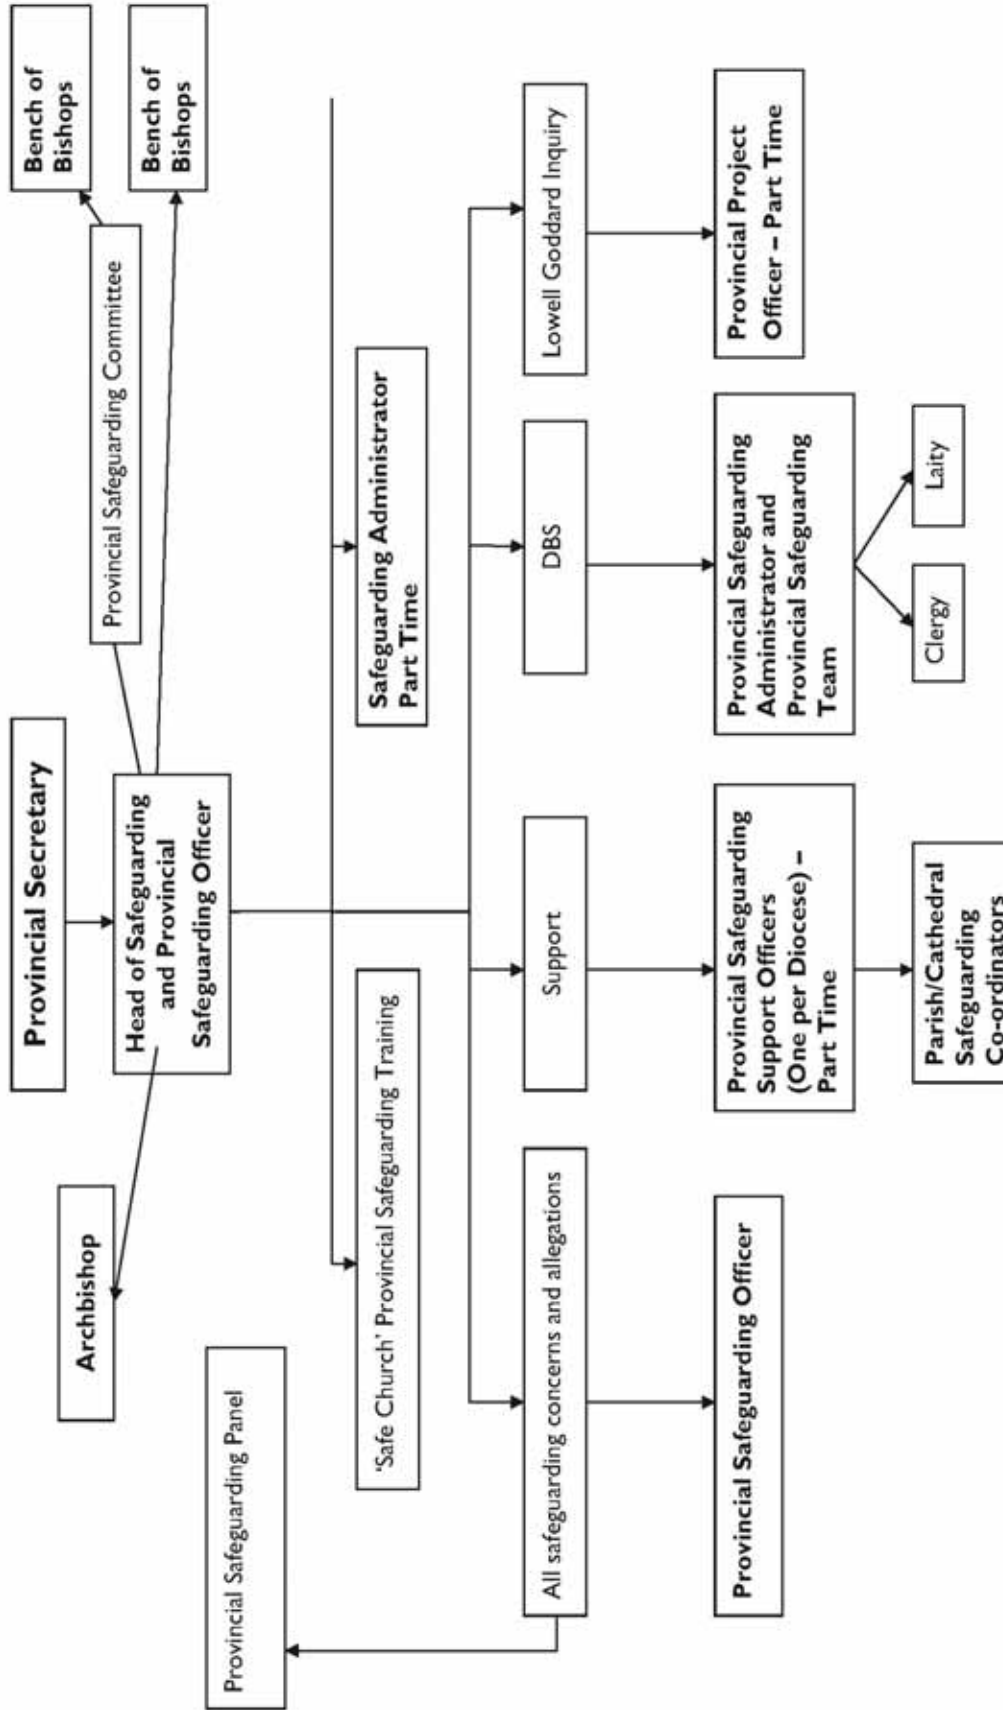 Provincial Secretary
Archbishop
Head of Safeguarding
and Provincial
Safeguarding Officer
Provincial Safeguarding Committee
Bench of
Bishops
Bench of
Bishops
Provincial Safeguarding Panel
'Safe Church' Provincial Safeguarding Training
Safeguarding Administrator
Part Time
All safeguarding concerns and allegations
Support
DBS
Lowell Goddard Inquiry
Provincial Safeguarding Officer
Provincial Safeguarding
Support Officers
(One per Diocese) –
Part Time
Provincial Safeguarding
Administrator and
Provincial Safeguarding
Team
Provincial Project
Officer – Part Time
Parish/Cathedral
Safeguarding
Co-ordinators
Clergy
Laity